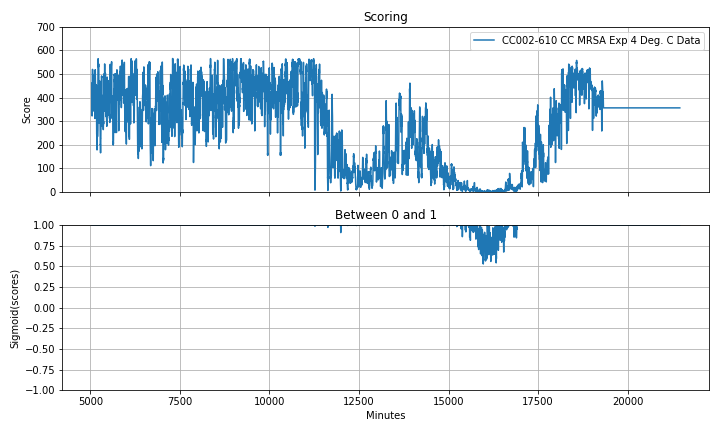 Scoring
700
600
500
400
300
200
100
0
Score
CC002-610 CC MRSA Exp 4 Deg. C Data
Between 0 and 1
1.00
0.75
0.50
0.25
0.00
−0.25
−0.50
−0.75
−1.00
Sigmoid(scores)
5000 7500 10000 12500 15000 17500 20000
Minutes